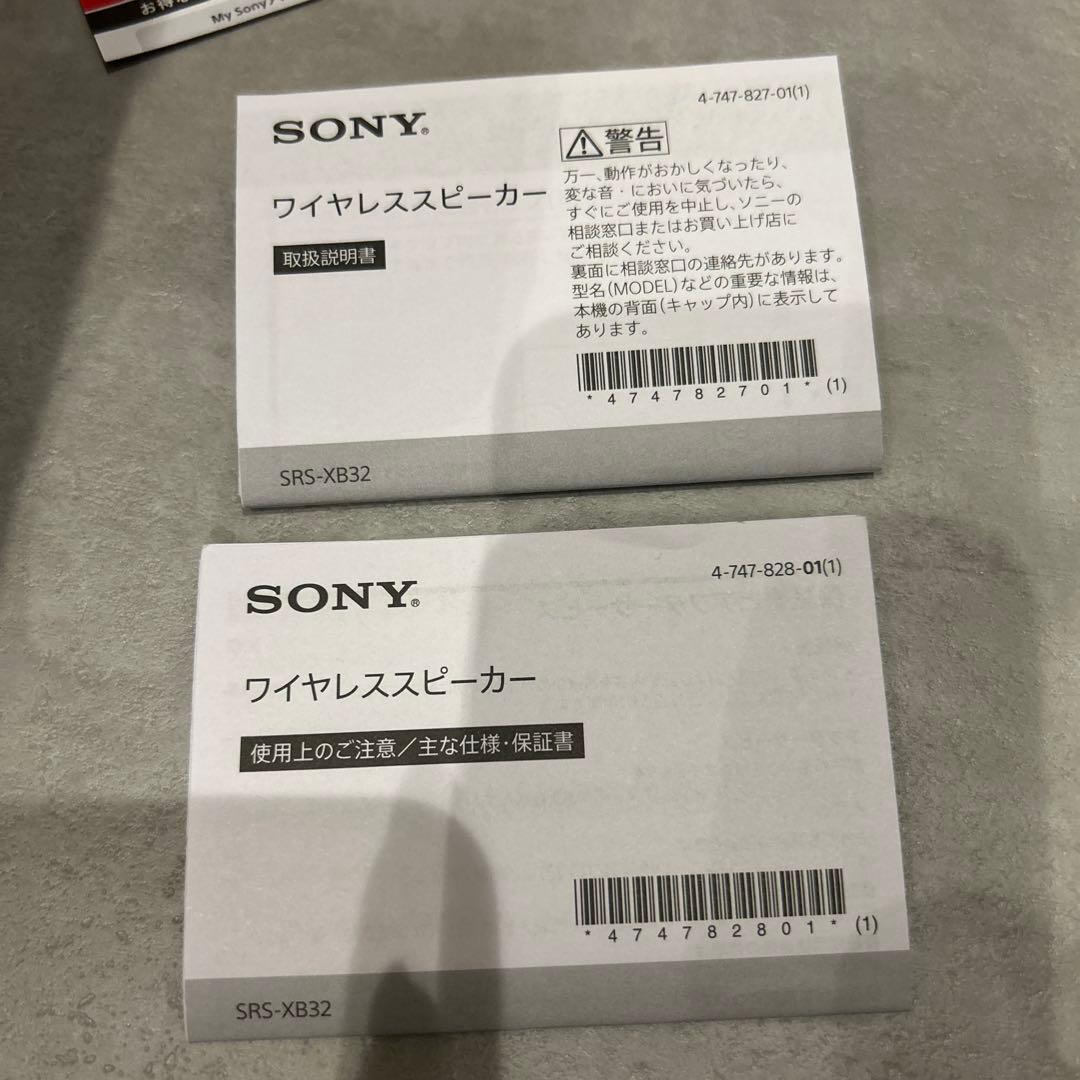 お得な
My Sony
SONY®
4-747-827-01(1)
ワイヤレススピーカー
取扱説明書
⚠警告
万一、動作がおかしくなったり、
変な音・においに気づいたら、
すぐにご使用を中止し、ソニーの
相談窓口またはお買い上げ店に
ご相談ください。
裏面に相談窓口の連絡先があります。
型名(MODEL)などの重要な情報は、
本機の背面(キャップ内)に表示して
あります。
*474782701* (1)
SRS-XB32
SONY®
4-747-828-01(1)
ワイヤレススピーカー
使用上のご注意/主な仕様・保証書
*474782801* (1)
SRS-XB32